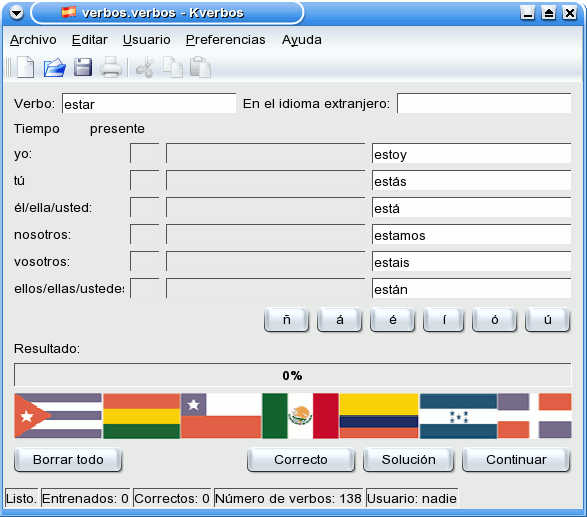 verbos.verbos - Kverbos
Archivo Editar Usuario Preferencias Ayuda
Verbo: estar En el idioma extranjero:
Tiempo presente
yo: estoy
tú estás
él/ella/usted: está
nosotros: estamos
vosotros: estais
ellos/ellas/ustedes están
ñ á é í ó ú
Resultado:
0%
Borrar todo Correcto Solución Continuar
Listo. Entrenados: 0 Correctos: 0 Número de verbos: 138 Usuario: nadie